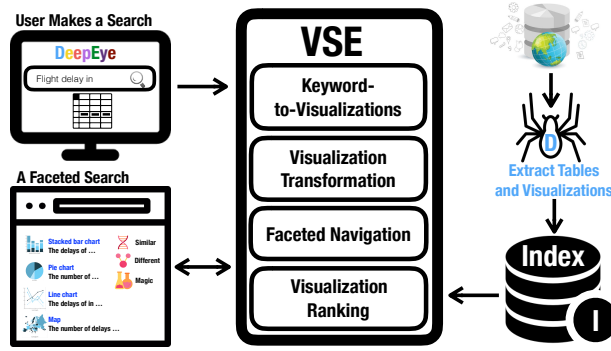 User Makes a Search
DeepEye
Flight delay in
A Faceted Search
Stacked bar chart
The delays of ...
Pie chart
The number of ...
Line chart
The delays of in ...
Map
The number of delays ...
Similar
Different
Magic
VSE
Keyword-
to-Visualizations
Visualization
Transformation
Faceted Navigation
Visualization
Ranking
D
Extract Tables
and Visualizations
Index
I